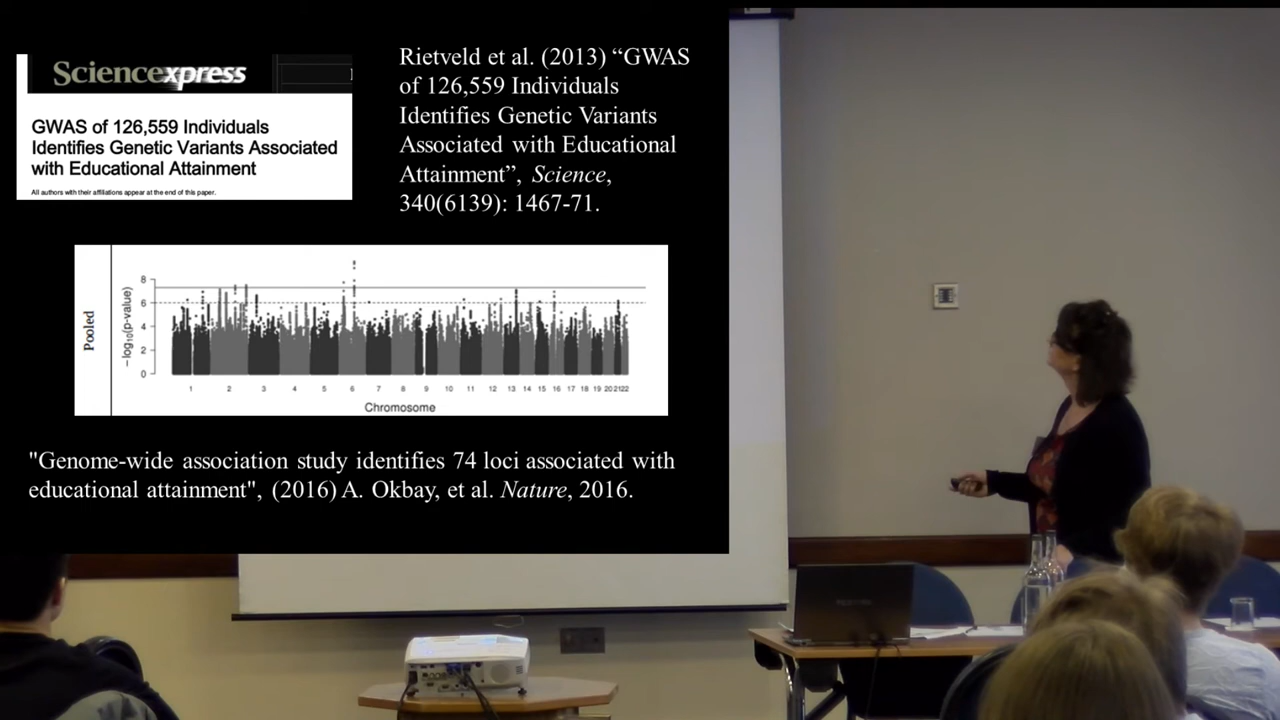 Sciencexpress
GWAS of 126,559 Individuals
Identifies Genetic Variants Associated
with Educational Attainment
All authors with their affiliations appear at the end of this paper.
Rietveld et al. (2013) “GWAS
of 126,559 Individuals
Identifies Genetic Variants
Associated with Educational
Attainment”, Science,
340(6139): 1467-71.
Pooled
−log10(p-value)
8
6
4
2
0
1 2 3 4 5 6 7 8 9 10 11 12 13 14 15 16 17 18 19 20 21 22
Chromosome
"Genome-wide association study identifies 74 loci associated with
educational attainment", (2016) A. Okbay, et al. Nature, 2016.